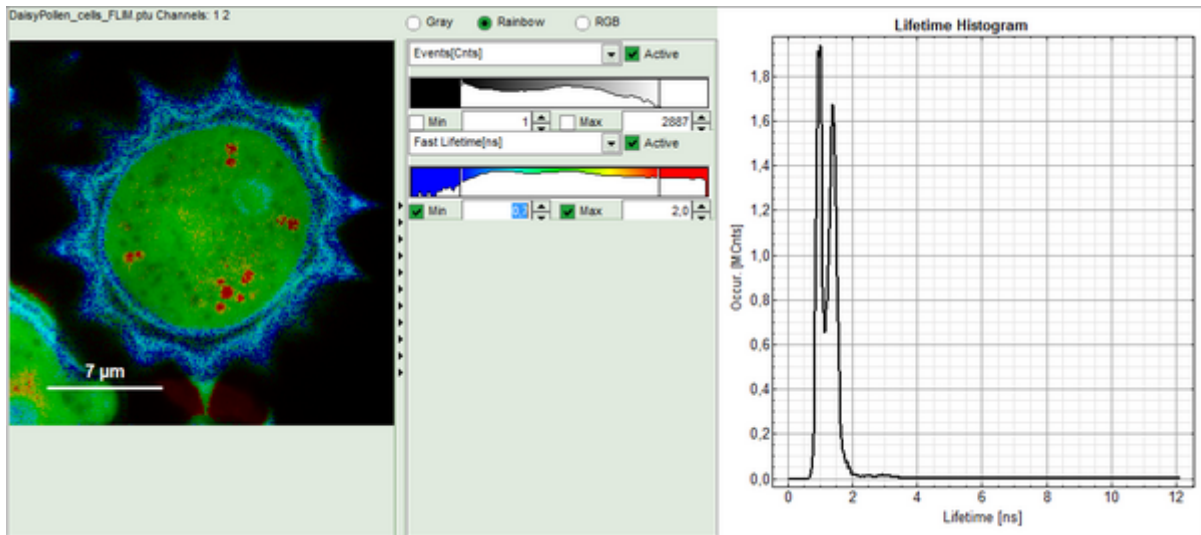 DaisyPollen_cells_FLIM.ptu Channels: 1 2
Gray Rainbow RGB
Events[Cnts] Active
Min 1 Max 2887
Fast Lifetime[ns] Active
Min 0,7 Max 2,0
7 µm
Lifetime Histogram
Occur. [MCnts]
1,8
1,6
1,4
1,2
1,0
0,8
0,6
0,4
0,2
0,0
0 2 4 6 8 10 12
Lifetime [ns]